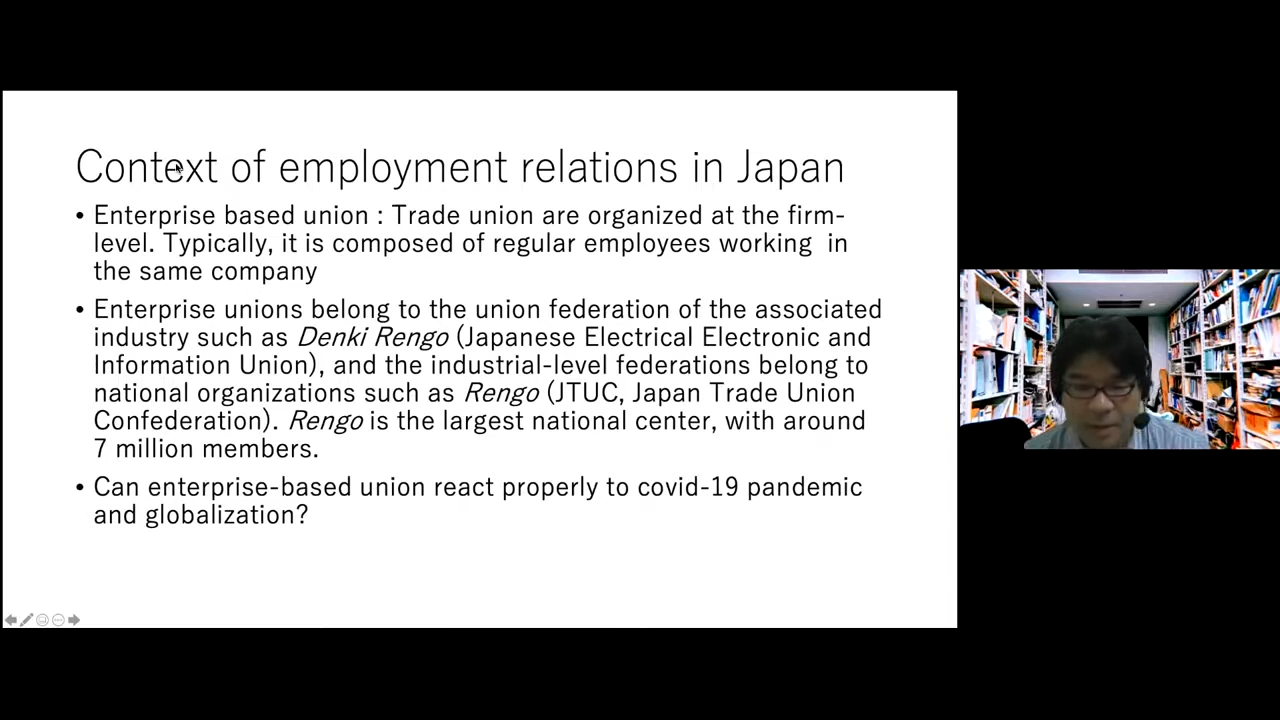 Context of employment relations in Japan
• Enterprise based union : Trade union are organized at the firm-
level. Typically, it is composed of regular employees working  in
the same company
• Enterprise unions belong to the union federation of the associated
industry such as Denki Rengo (Japanese Electrical Electronic and
Information Union), and the industrial-level federations belong to
national organizations such as Rengo (JTUC, Japan Trade Union
Confederation). Rengo is the largest national center, with around
7 million members.
• Can enterprise-based union react properly to covid-19 pandemic
and globalization?